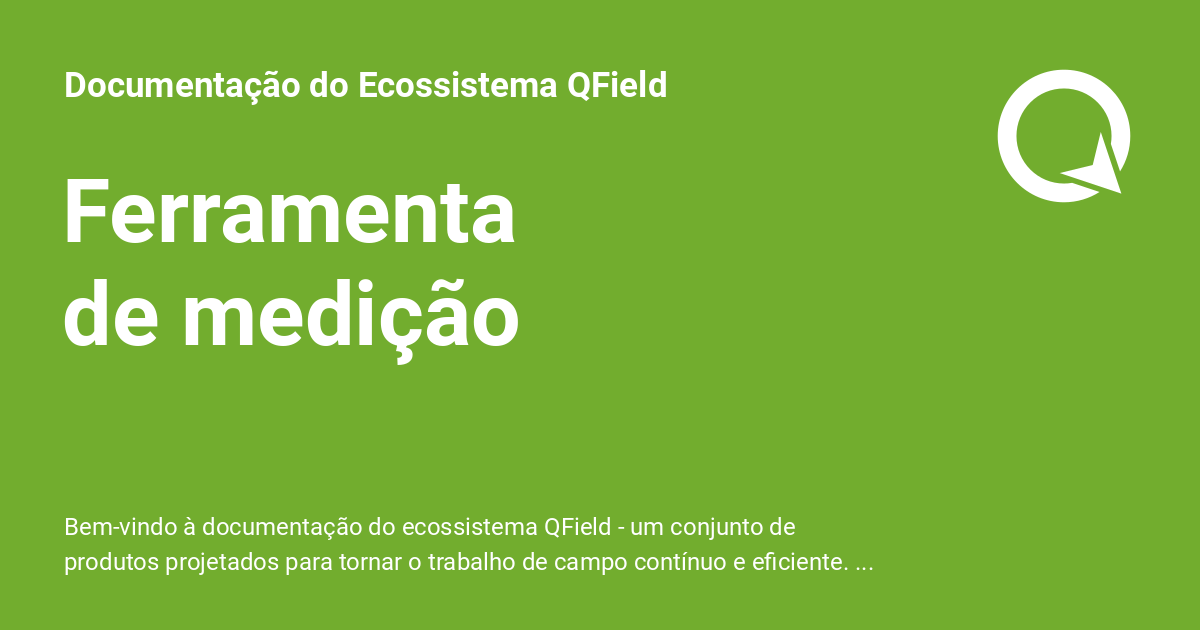 Documentação do Ecossistema QField
Ferramenta
de medição
Bem-vindo à documentação do ecossistema QField - um conjunto de
produtos projetados para tornar o trabalho de campo contínuo e eficiente. ...